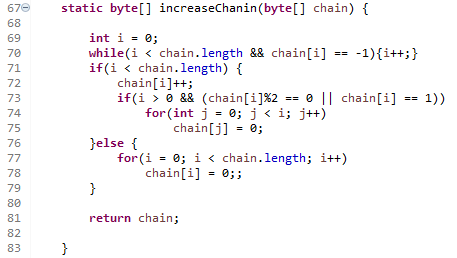 67 static byte[] increaseChanin(byte[] chain) {
68
69 int i = 0;
70 while(i < chain.length && chain[i] == -1){i++;}
71 if(i < chain.length) {
72 chain[i]++;
73 if(i > 0 && (chain[i]%2 == 0 || chain[i] == 1))
74 for(int j = 0; j < i; j++)
75 chain[j] = 0;
76 }else {
77 for(i = 0; i < chain.length; i++)
78 chain[i] = 0;;
79 }
80
81 return chain;
82
83 }